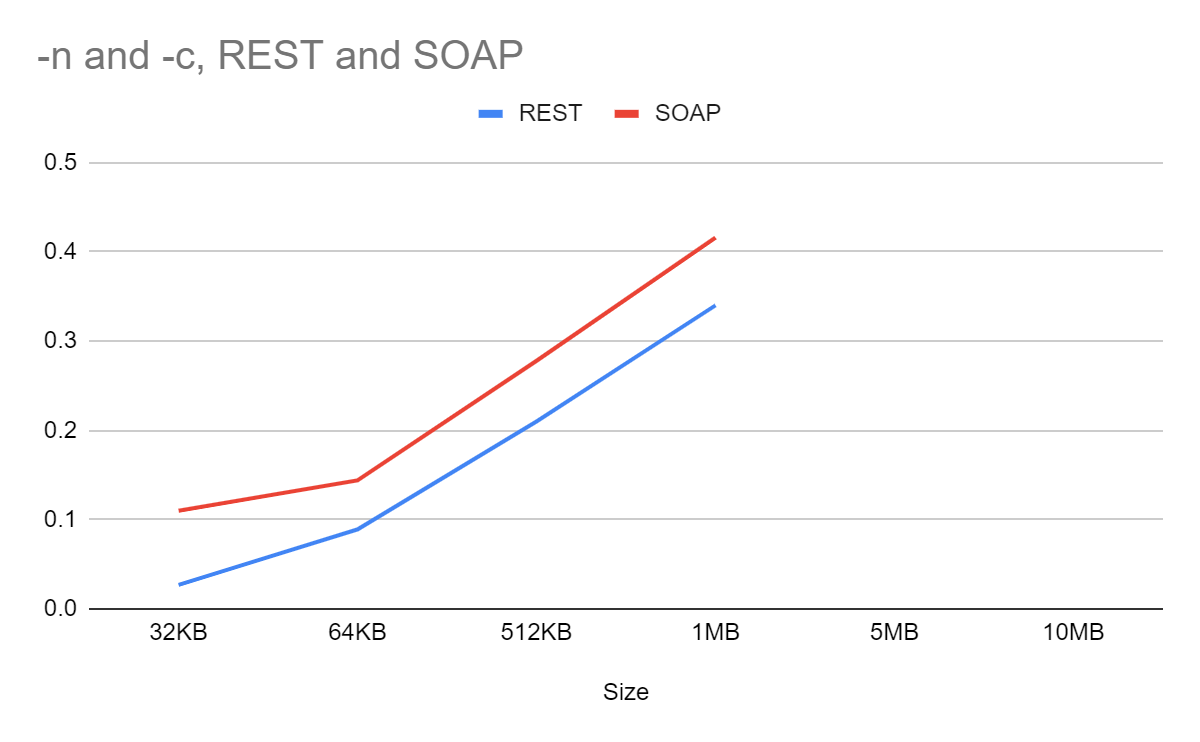 -n and -c, REST and SOAP
REST SOAP
0.5
0.4
0.3
0.2
0.1
0.0
32KB 64KB 512KB 1MB 5MB 10MB
Size